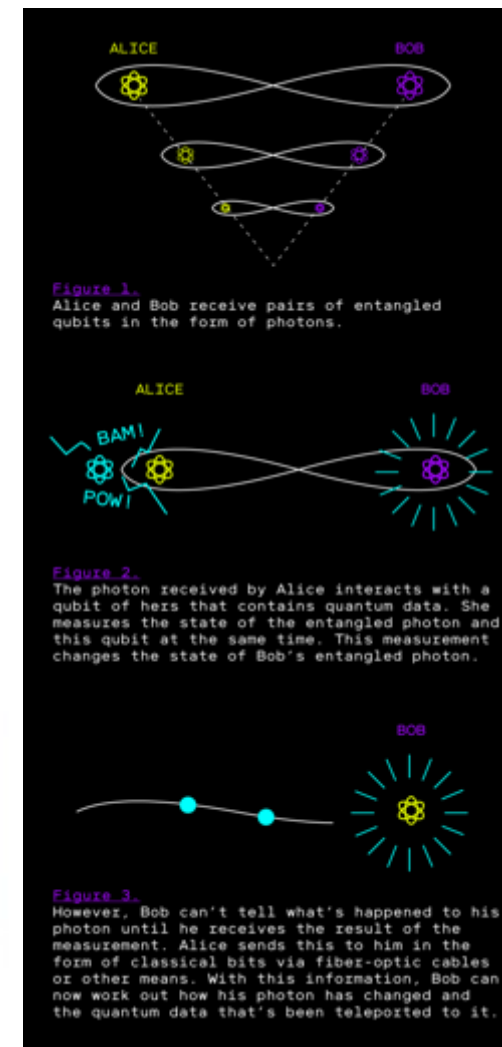 ALICE BOB
Figure 1.
Alice and Bob receive pairs of entangled
qubits in the form of photons.
ALICE BOB
BAM!
POW!
Figure 2.
The photon received by Alice interacts with a
qubit of hers that contains quantum data. She
measures the state of the entangled photon and
this qubit at the same time. This measurement
changes the state of Bob's entangled photon.
BOB
Figure 3.
However, Bob can't tell what's happened to his
photon until he receives the result of the
measurement. Alice sends this to him in the
form of classical bits via fiber-optic cables
or other means. With this information, Bob can
now work out how his photon has changed and
the quantum data that's been teleported to it.